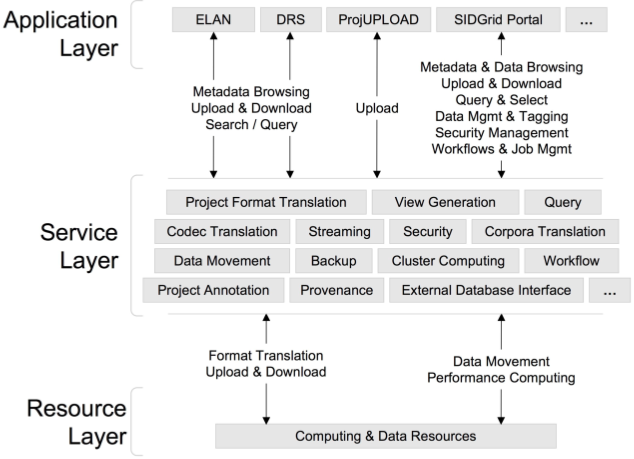 Application
Layer
ELAN
DRS
ProjUPLOAD
SIDGrid Portal
...
Metadata Browsing
Upload & Download
Search / Query
Upload
Metadata & Data Browsing
Upload & Download
Query & Select
Data Mgmt & Tagging
Security Management
Workflows & Job Mgmt
Service
Layer
Project Format Translation
View Generation
Query
Codec Translation
Streaming
Security
Corpora Translation
Data Movement
Backup
Cluster Computing
Workflow
Project Annotation
Provenance
External Database Interface
...
Format Translation
Upload & Download
Data Movement
Performance Computing
Resource
Layer
Computing & Data Resources